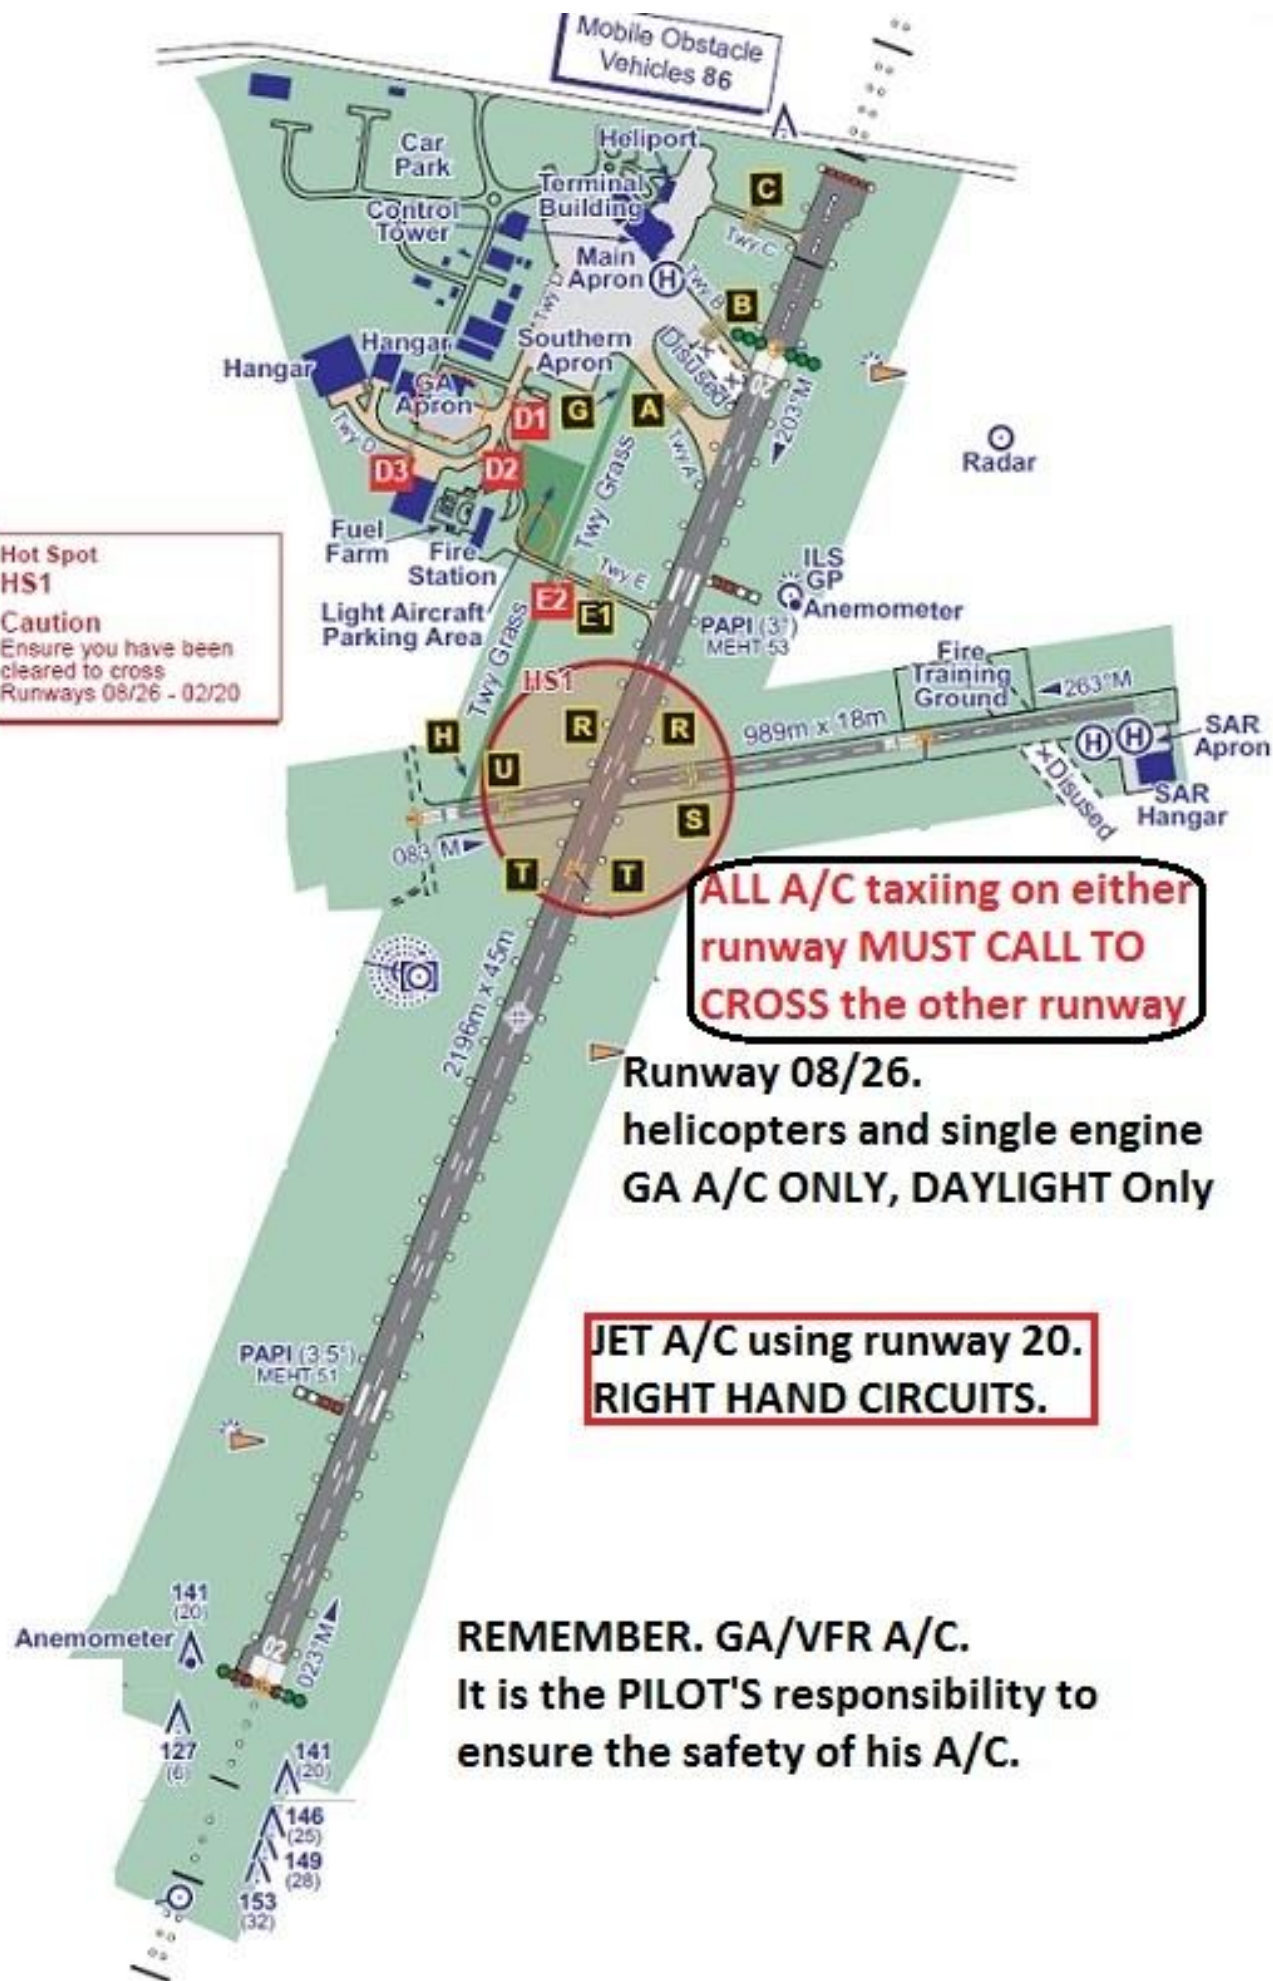 Mobile Obstacle
Vehicles 86
Car
Park
Heliport
Terminal
Building
Control
Tower
Main
Apron
H
C
Twy C
Twy B
B
Twy D
Disused
Southern
Apron
Hangar
Hangar
GA
Apron
D1
G
A
Twy A
02
203°M
Radar
Twy D
D3
D2
Twy Grass
Fuel
Farm
Fire
Station
Twy E
E2
E1
Light Aircraft
Parking Area
Twy Grass
ILS
GP
Anemometer
PAPI (3°)
MEHT 53
Hot Spot
HS1
Caution
Ensure you have been
cleared to cross
Runways 08/26 - 02/20
HS1
Fire
Training
Ground
263°M
989m x 18m
H
R
R
U
S
T
T
H
H
SAR
Apron
Disused
SAR
Hangar
083 M
ALL A/C taxiing on either
runway MUST CALL TO
CROSS the other runway
2196m x 45m
Runway 08/26.
helicopters and single engine
GA A/C ONLY, DAYLIGHT Only
PAPI (3.5°)
MEHT 51
JET A/C using runway 20.
RIGHT HAND CIRCUITS.
141
(20)
Anemometer
02
023°M
REMEMBER. GA/VFR A/C.
It is the PILOT'S responsibility to
ensure the safety of his A/C.
127
(6)
141
(20)
146
(25)
149
(28)
153
(32)